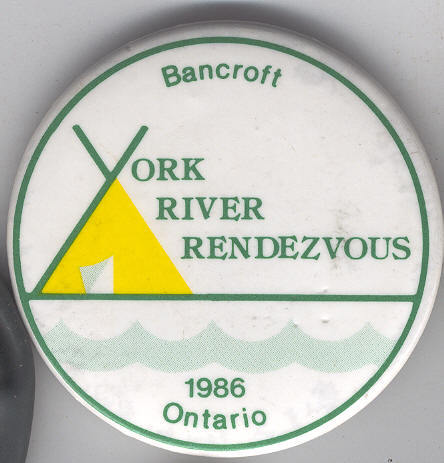 Bancroft
YORK
RIVER
RENDEZVOUS
1986
Ontario